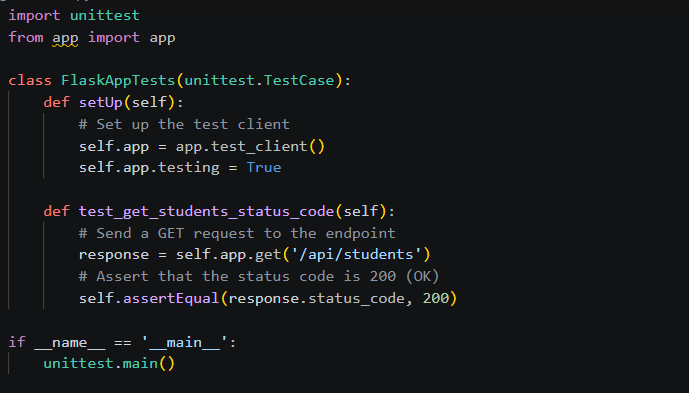 import unittest
from app import app
class FlaskAppTests(unittest.TestCase):
def setUp(self):
# Set up the test client
self.app = app.test_client()
self.app.testing = True
def test_get_students_status_code(self):
# Send a GET request to the endpoint
response = self.app.get('/api/students')
# Assert that the status code is 200 (OK)
self.assertEqual(response.status_code, 200)
if __name__ == '__main__':
unittest.main()